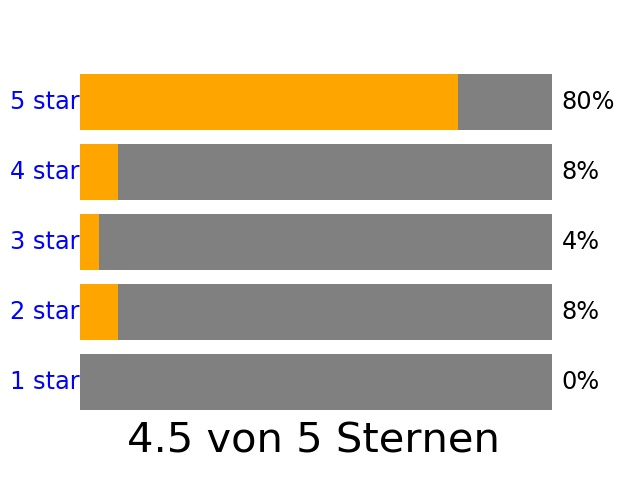 5 star 80%
4 star 8%
3 star 4%
2 star 8%
1 star 0%
4.5 von 5 Sternen